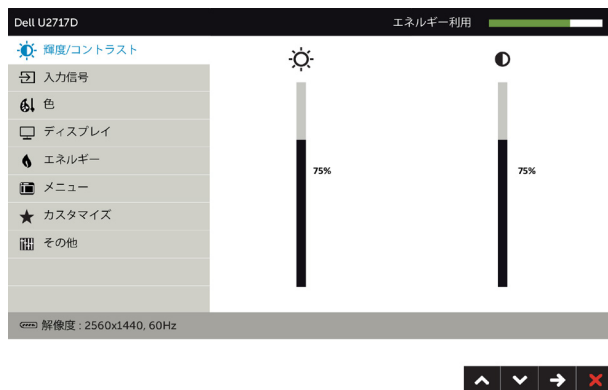 Dell U2717D
エネルギー利用
輝度/コントラスト
入力信号
色
ディスプレイ
エネルギー
メニュー
カスタマイズ
その他
75%
75%
解像度 : 2560x1440, 60Hz